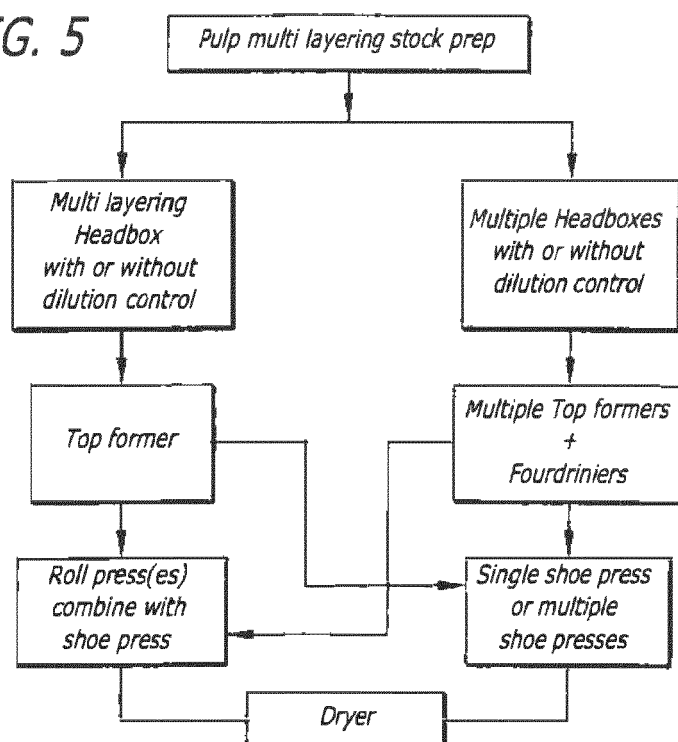 G. 5
Pulp multi layering stock prep
Multi layering
Headbox
with or without
dilution control
Multiple Headboxes
with or without
dilution control
Top former
Multiple Top formers
+
Fourdriniers
Roll press(es)
combine with
shoe press
Single shoe press
or multiple
shoe presses
Dryer